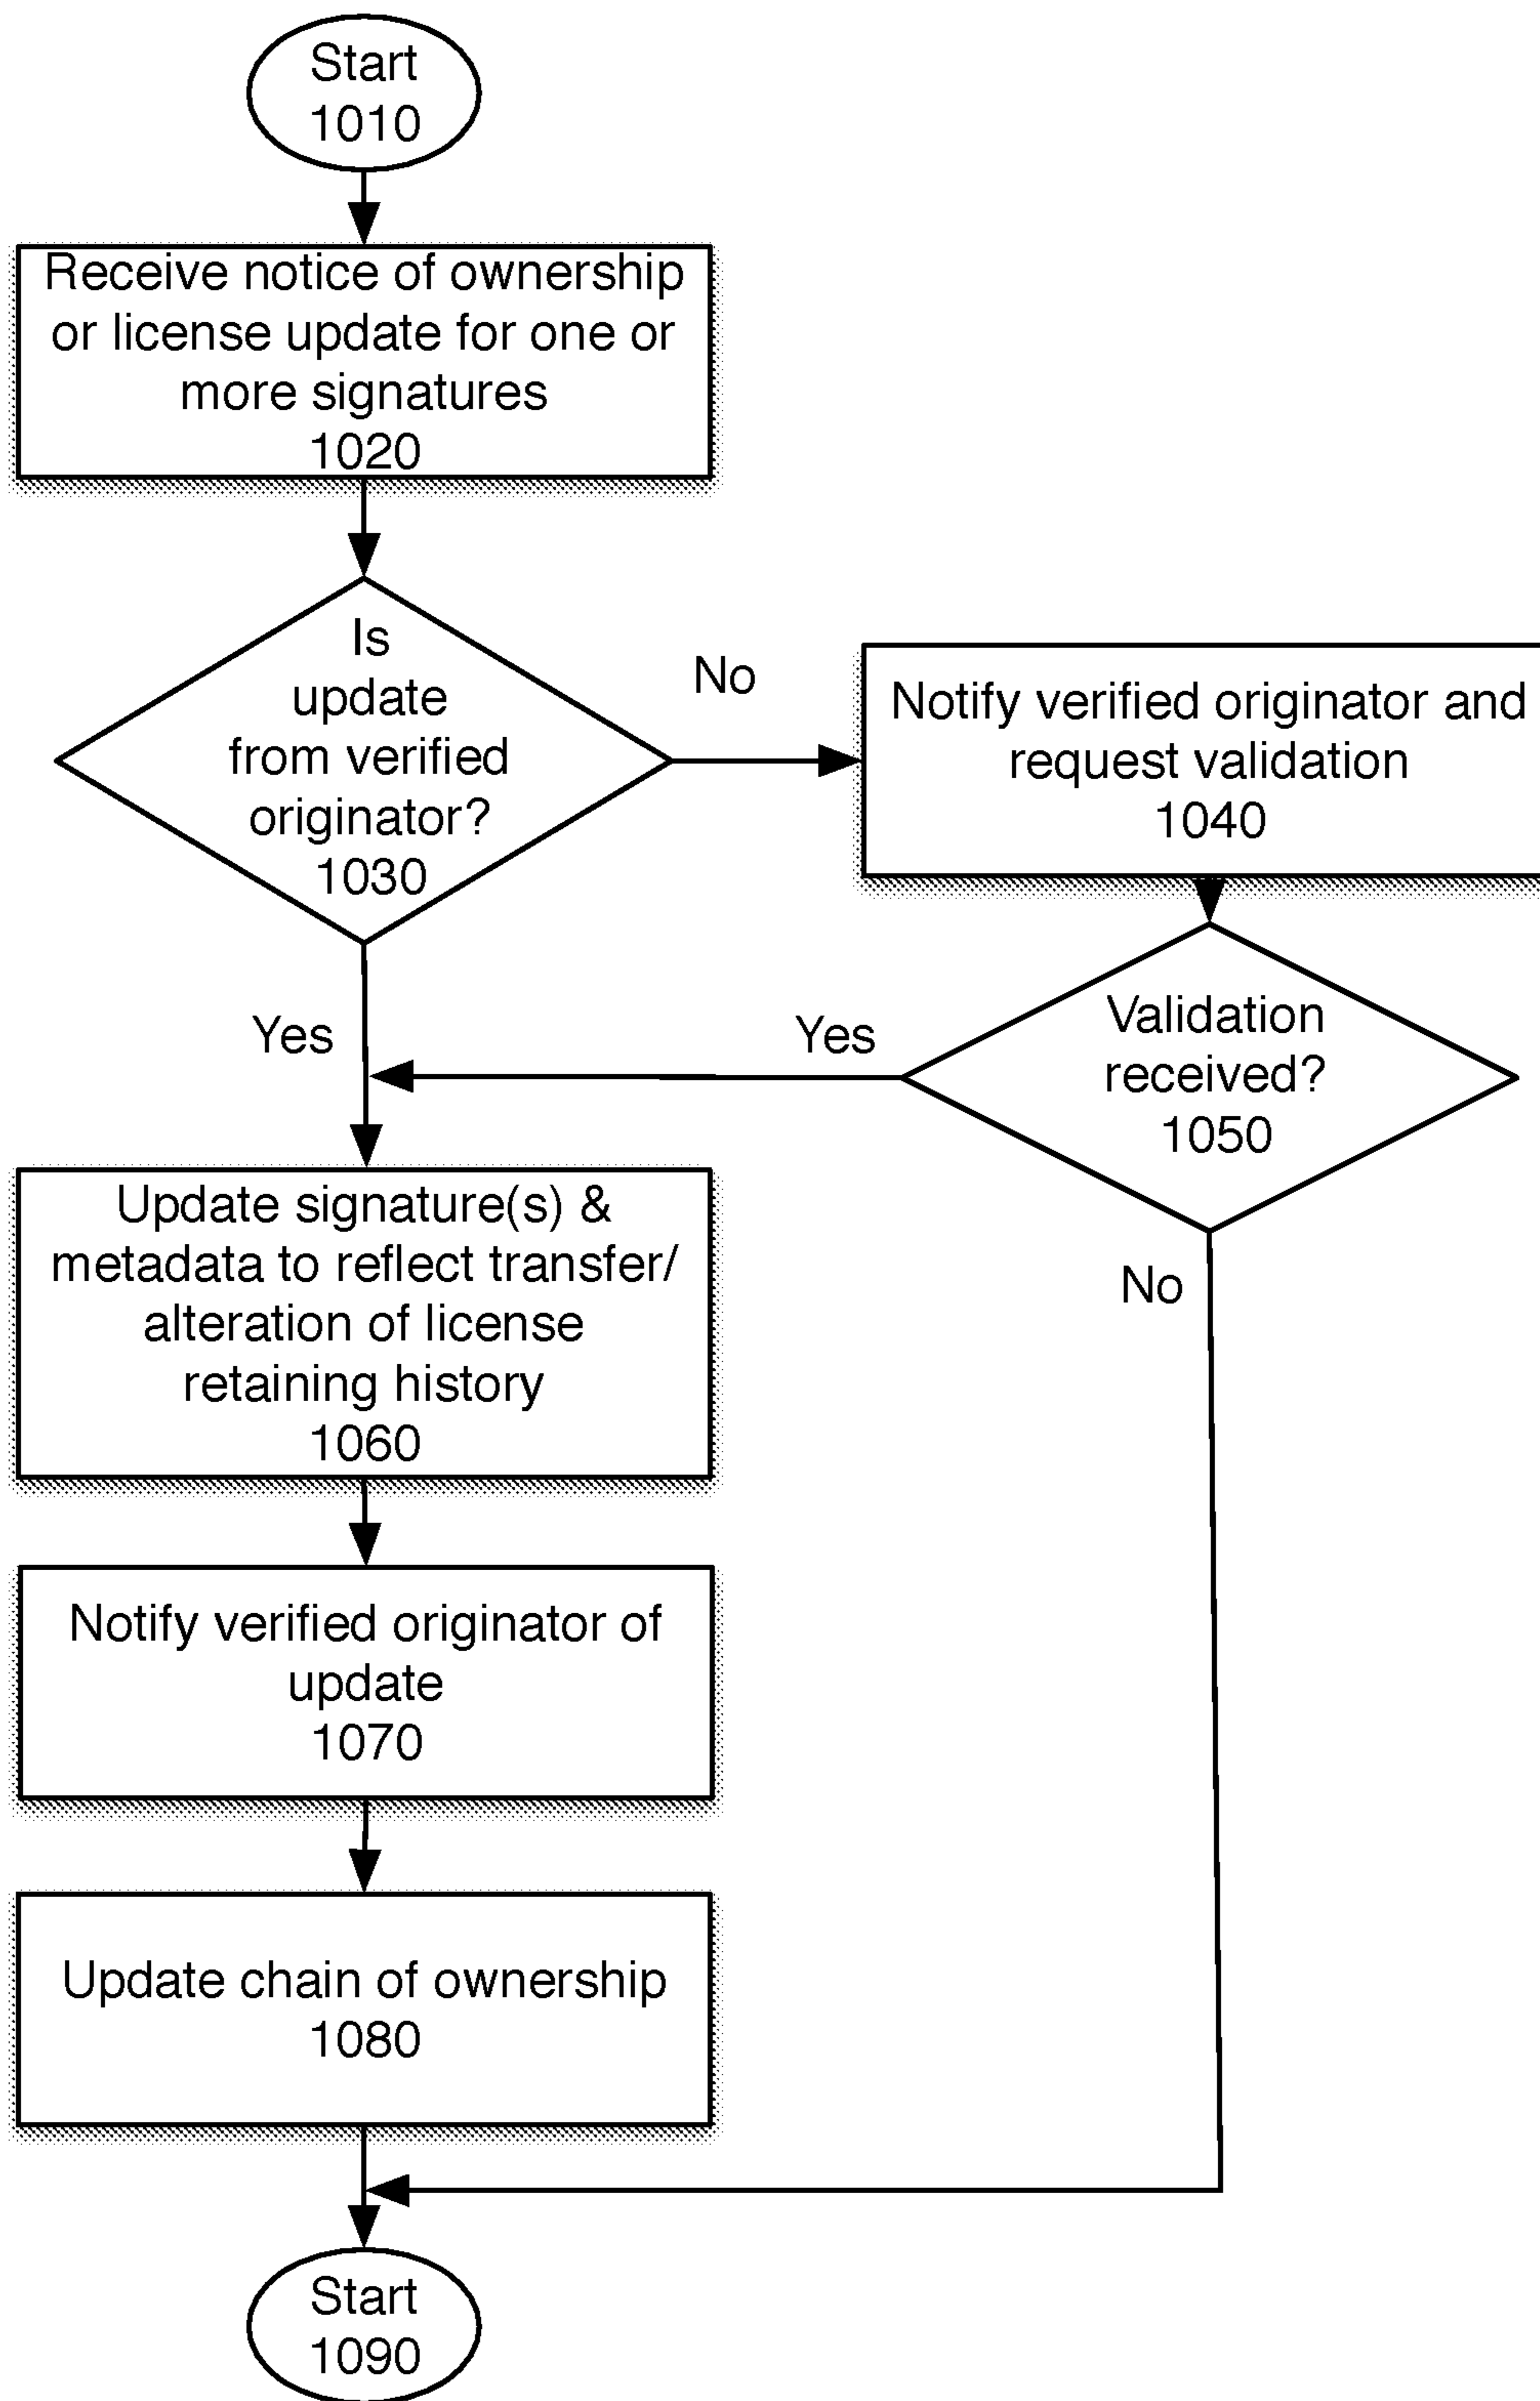 Start
1010
Receive notice of ownership
or license update for one or
more signatures
1020
Is
update
from verified
originator?
1030
No
Notify verified originator and
request validation
1040
Yes
Yes
Validation
received?
1050
No
Update signature(s) &
metadata to reflect transfer/
alteration of license
retaining history
1060
Notify verified originator of
update
1070
Update chain of ownership
1080
Start
1090